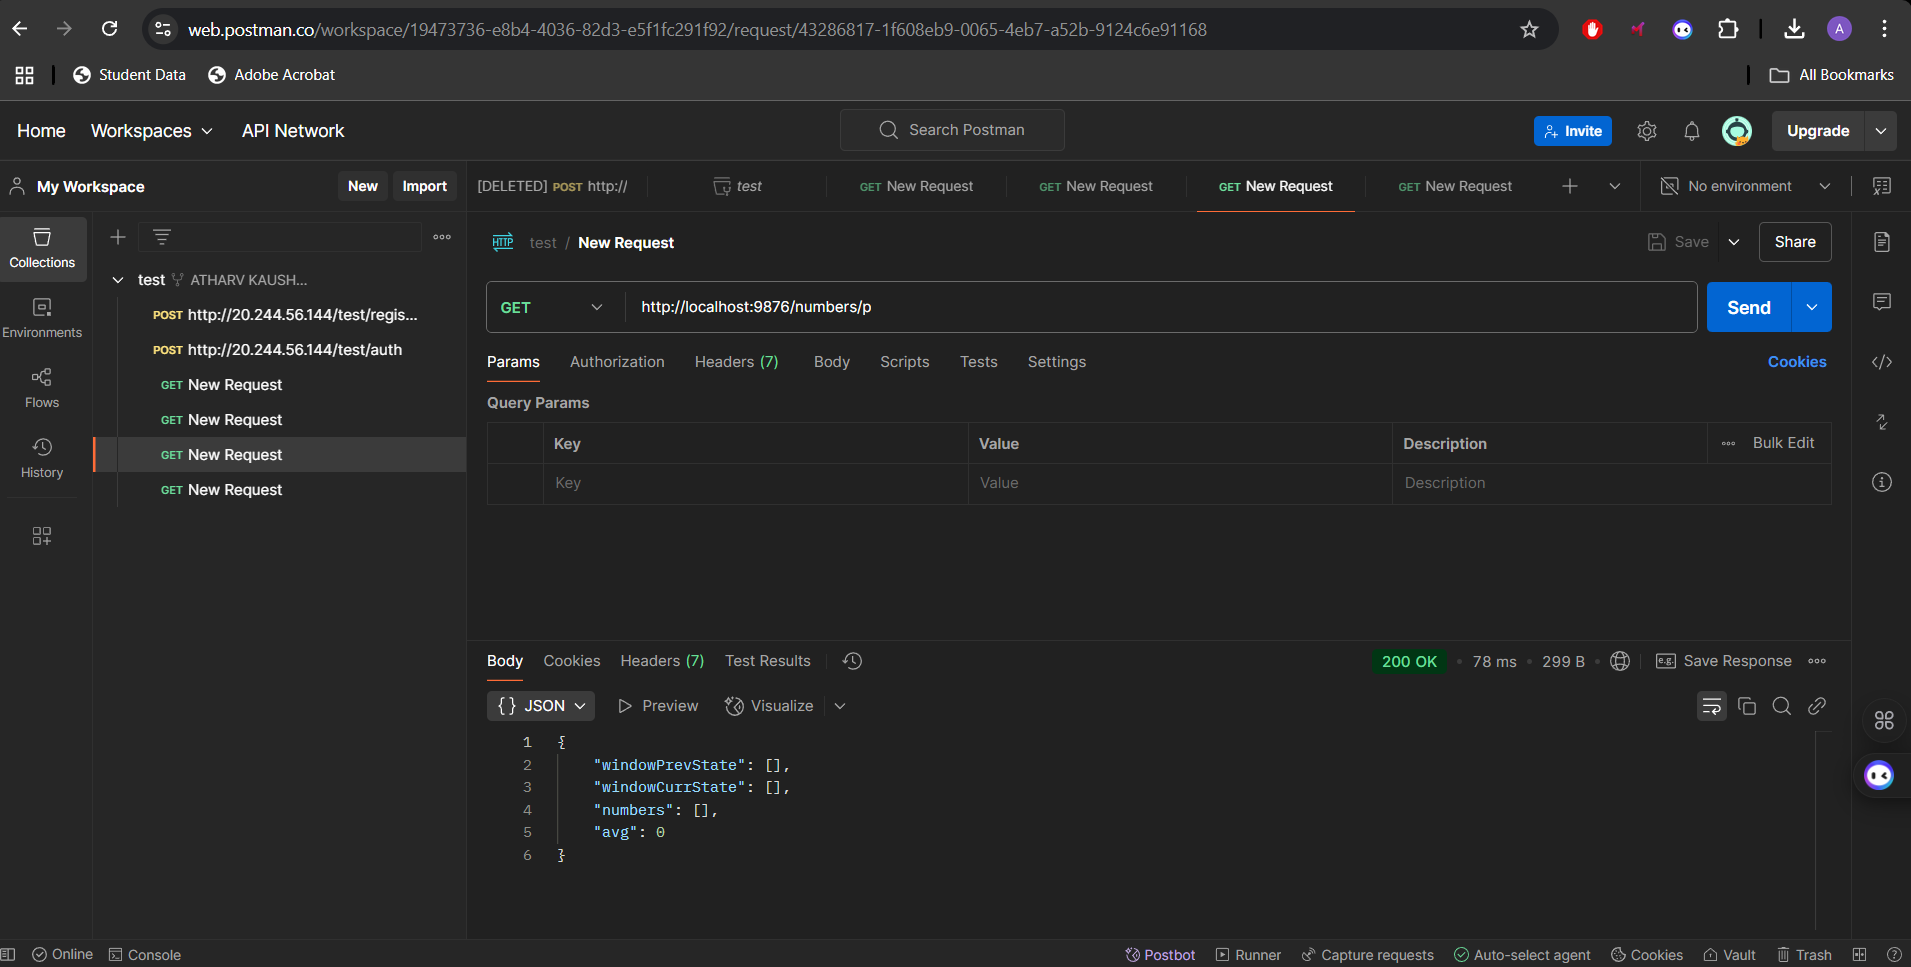 web.postman.co/workspace/19473736-e8b4-4036-82d3-e5f1fc291f92/request/43286817-1f608eb9-0065-4eb7-a52b-9124c6e91168
A
Student Data
Adobe Acrobat
All Bookmarks
Home
Workspaces
API Network
Search Postman
Invite
Upgrade
My Workspace
New
Import
[DELETED] POST http://
test
GET New Request
GET New Request
GET New Request
GET New Request
No environment
Collections
Environments
Flows
History
test
ATHARV KAUSH...
POST http://20.244.56.144/test/regis...
POST http://20.244.56.144/test/auth
GET New Request
GET New Request
GET New Request
GET New Request
HTTP
test / New Request
Save
Share
GET
http://localhost:9876/numbers/p
Send
Params
Authorization
Headers (7)
Body
Scripts
Tests
Settings
Cookies
Query Params
Key
Value
Description
Bulk Edit
Key
Value
Description
Body
Cookies
Headers (7)
Test Results
200 OK
78 ms
299 B
e.g.
Save Response
{} JSON
Preview
Visualize
1 {
2 "windowPrevState": [],
3 "windowCurrState": [],
4 "numbers": [],
5 "avg": 0
6 }
Online
Console
Postbot
Runner
Capture requests
Auto-select agent
Cookies
Vault
Trash